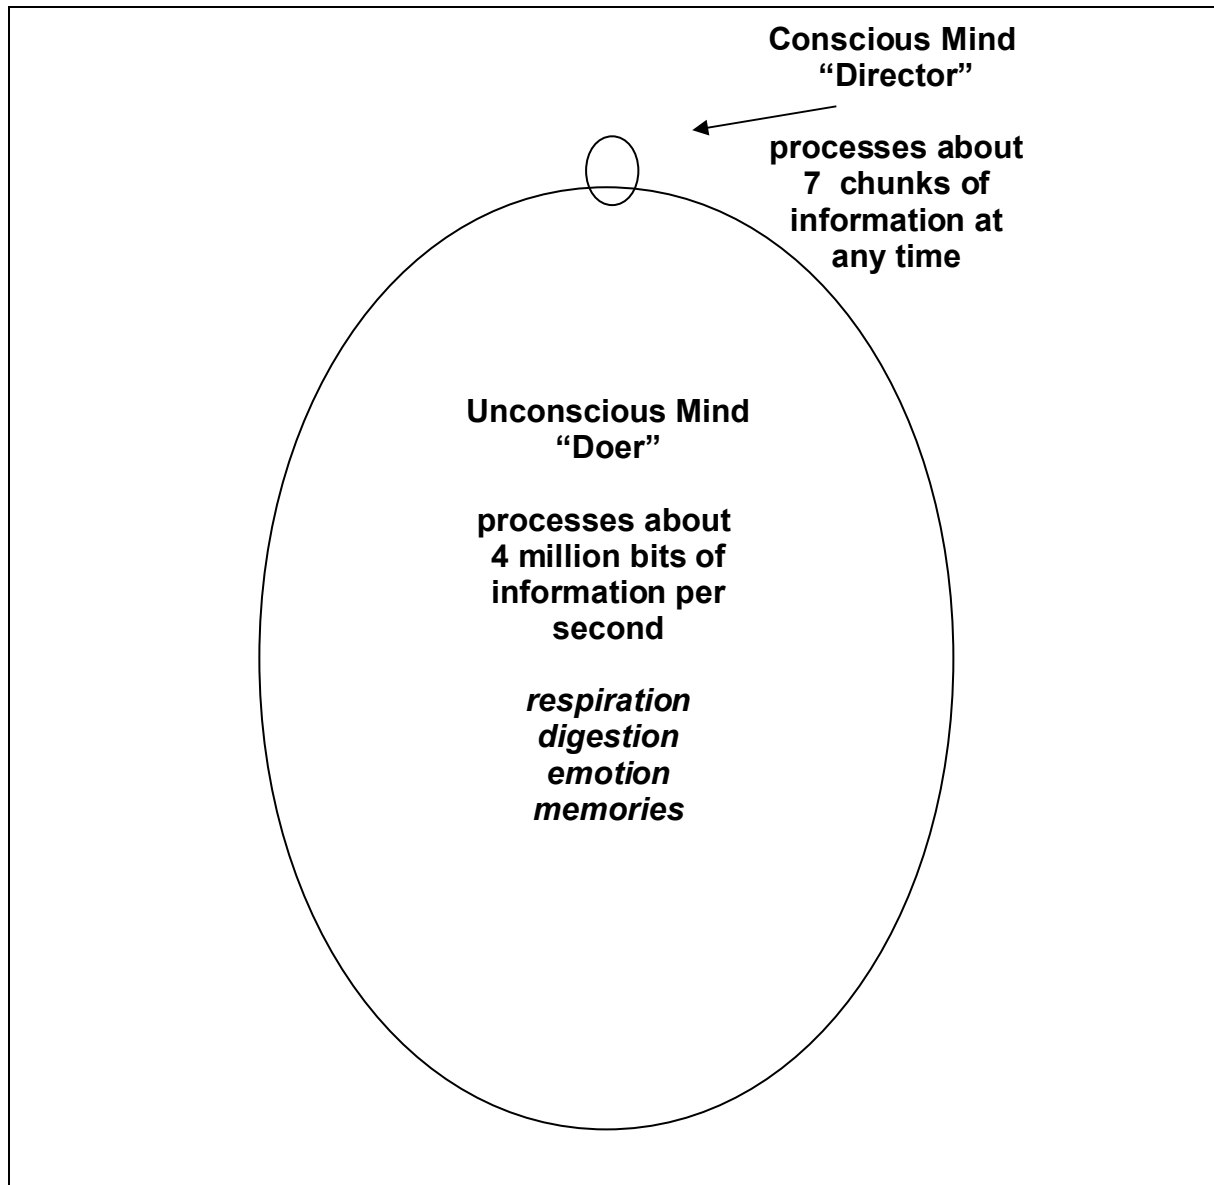 Conscious Mind
“Director”
processes about
7 chunks of
information at
any time
Unconscious Mind
“Doer”
processes about
4 million bits of
information per
second
respiration
digestion
emotion
memories